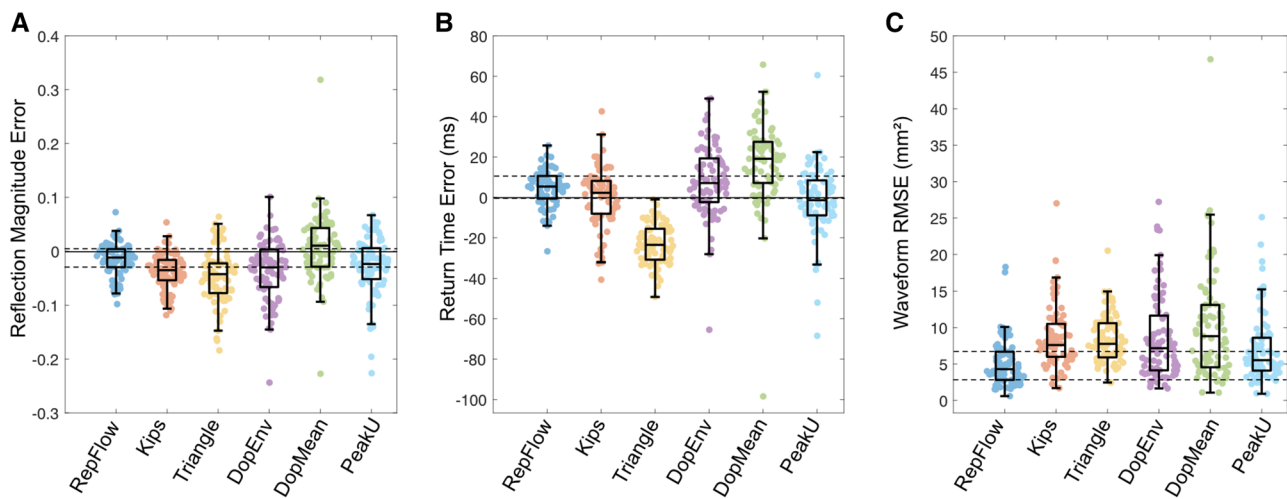 A
Reflection Magnitude Error
0.4
0.3
0.2
0.1
0
-0.1
-0.2
-0.3
RepFlow
Kips
Triangle
DopEnv
DopMean
PeakU
B
Return Time Error (ms)
80
60
40
20
0
-20
-40
-60
-80
-100
RepFlow
Kips
Triangle
DopEnv
DopMean
PeakU
C
Waveform RMSE (mm²)
50
45
40
35
30
25
20
15
10
5
0
RepFlow
Kips
Triangle
DopEnv
DopMean
PeakU